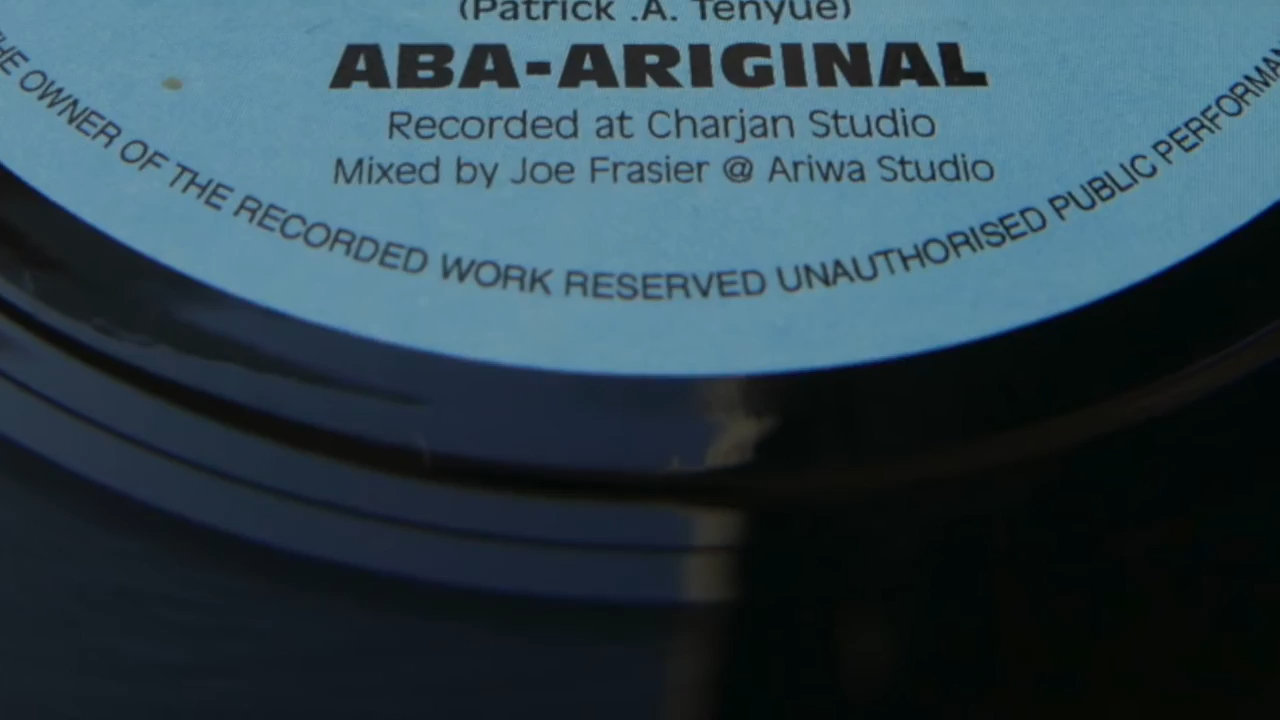 (Patrick .A. Tenyue)
ABA-ARIGINAL
Recorded at Charjan Studio
Mixed by Joe Frasier @ Ariwa Studio
THE OWNER OF THE RECORDED WORK RESERVED UNAUTHORISED PUBLIC